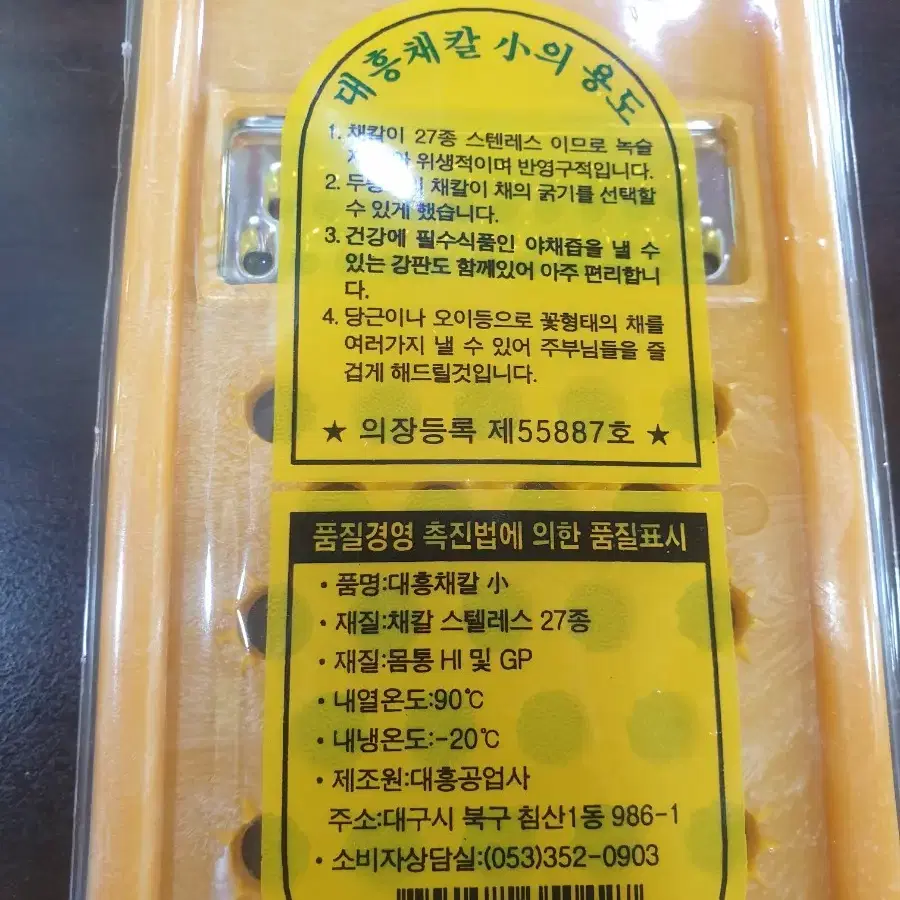 대흥채칼 小의 용도
1. 채칼이 27종 스텐레스 이므로 녹슬
위생적이며 반영구적입니다.
2. 채칼이 채의 굵기를 선택할
수 있게 했습니다.
3. 건강에 필수식품인 야채즙을 낼 수
있는 강판도 함께있어 아주 편리합니
다.
4. 당근이나 오이등으로 꽃형태의 채를
여러가지 낼 수 있어 주부님들을 즐
겁게 해드릴것입니다.
★ 의장등록 제55887호 ★
품질경영 촉진법에 의한 품질표시
• 품명:대흥채칼 小
• 재질:채칼 스텔레스 27종
• 재질:몸통 HI 및 GP
• 내열온도:90℃
• 내냉온도:-20℃
• 제조원:대흥공업사
주소:대구시 북구 침산1동 986-1
• 소비자상담실:(053)352-0903